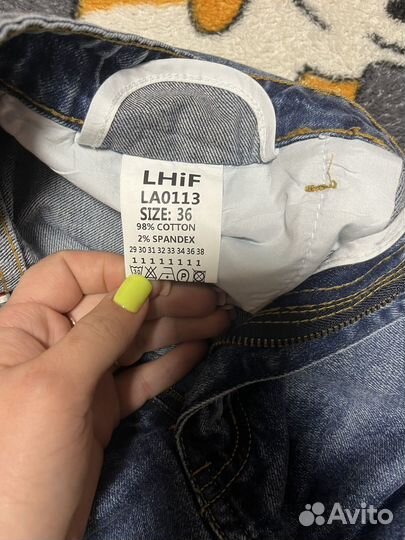 LHiF
LA0113
SIZE: 36
98% COTTON
2% SPANDEX
29 30 31 32 33 34 36 38
1 1 1 1 1 1 1 1
30 P
Avito